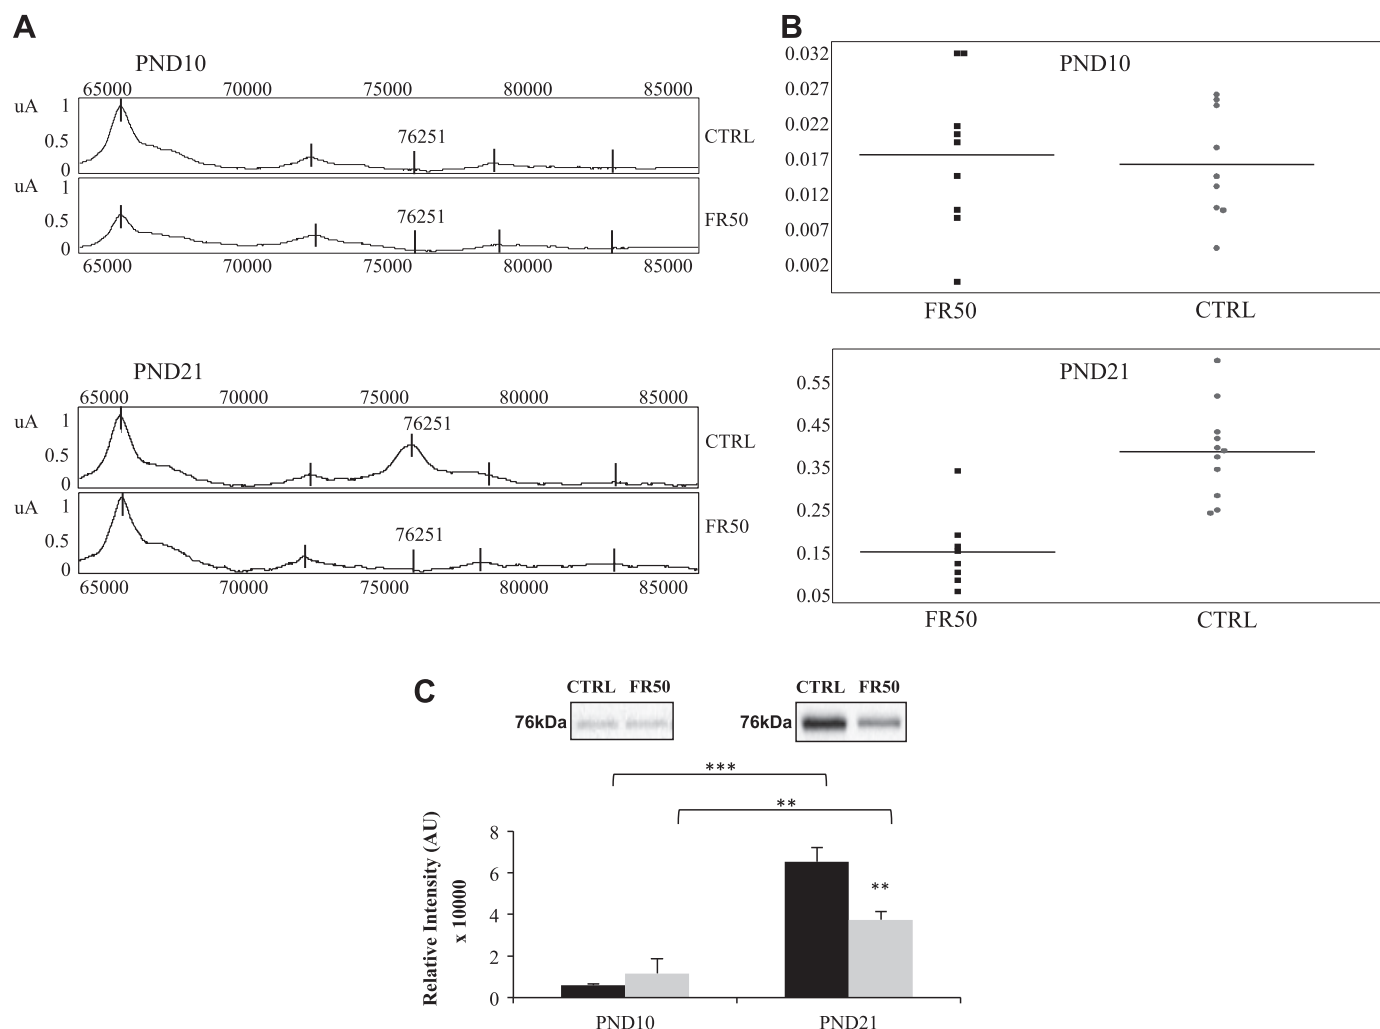 A
PND10
65000 70000 75000 80000 85000
uA 1
0.5
0
76251
CTRL
uA 1
0.5
0
76251
FR50
65000 70000 75000 80000 85000
PND21
65000 70000 75000 80000 85000
uA 1
0.5
0
76251
CTRL
uA 1
0.5
0
76251
FR50
65000 70000 75000 80000 85000
B
PND10
0.032
0.027
0.022
0.017
0.012
0.007
0.002
FR50 CTRL
PND21
0.55
0.45
0.35
0.25
0.15
0.05
FR50 CTRL
C
CTRL FR50
76kDa
CTRL FR50
76kDa
***
**
**
Relative Intensity (AU)
x 10000
8
6
4
2
0
PND10 PND21